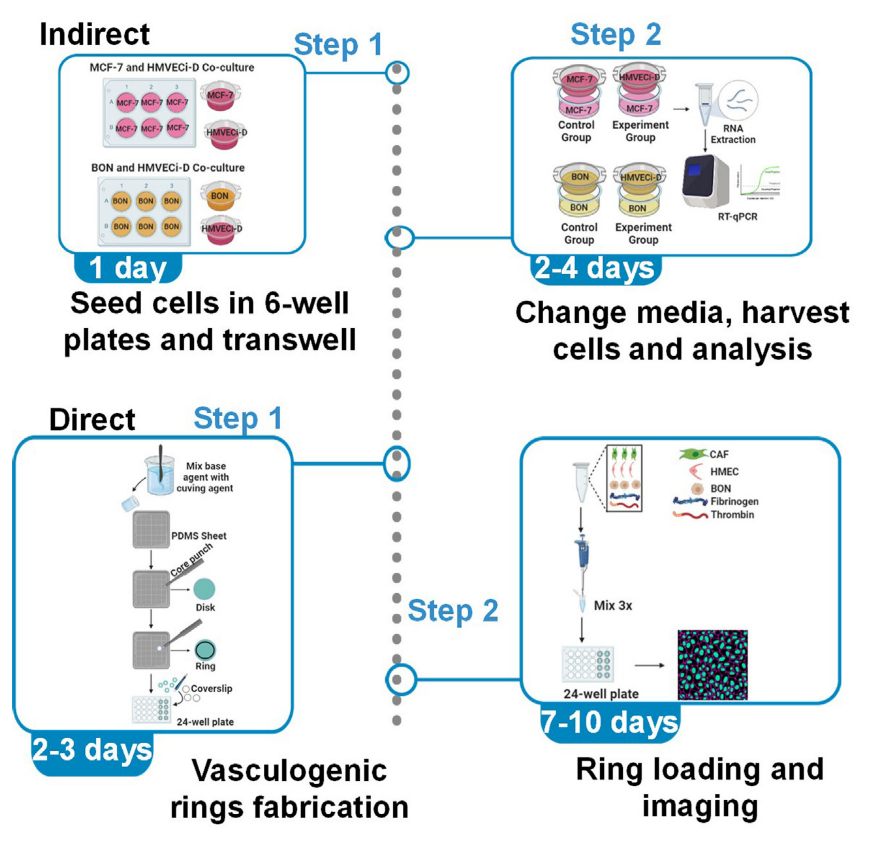 Indirect
Step 1
MCF-7 and HMVECi-D Co-culture
1 2 3
A MCF-7 MCF-7 MCF-7
B MCF-7 MCF-7 MCF-7
MCF-7
HMVECi-D
BON and HMVECi-D Co-culture
1 2 3
A BON BON BON
B BON BON BON
BON
HMVECi-D
1 day
Seed cells in 6-well
plates and transwell
Step 2
MCF-7
HMVECi-D
MCF-7
MCF-7
Control
Group
Experiment
Group
RNA
Extraction
BON
HMVECi-D
BON
BON
Control
Group
Experiment
Group
RT-qPCR
2-4 days
Change media, harvest
cells and analysis
Direct
Step 1
Mix base
agent with
cuving agent
PDMS Sheet
Core punch
Disk
Ring
Coverslip
24-well plate
2-3 days
Vasculogenic
rings fabrication
Step 2
CAF
HMEC
BON
Fibrinogen
Thrombin
Mix 3x
24-well plate
7-10 days
Ring loading and
imaging